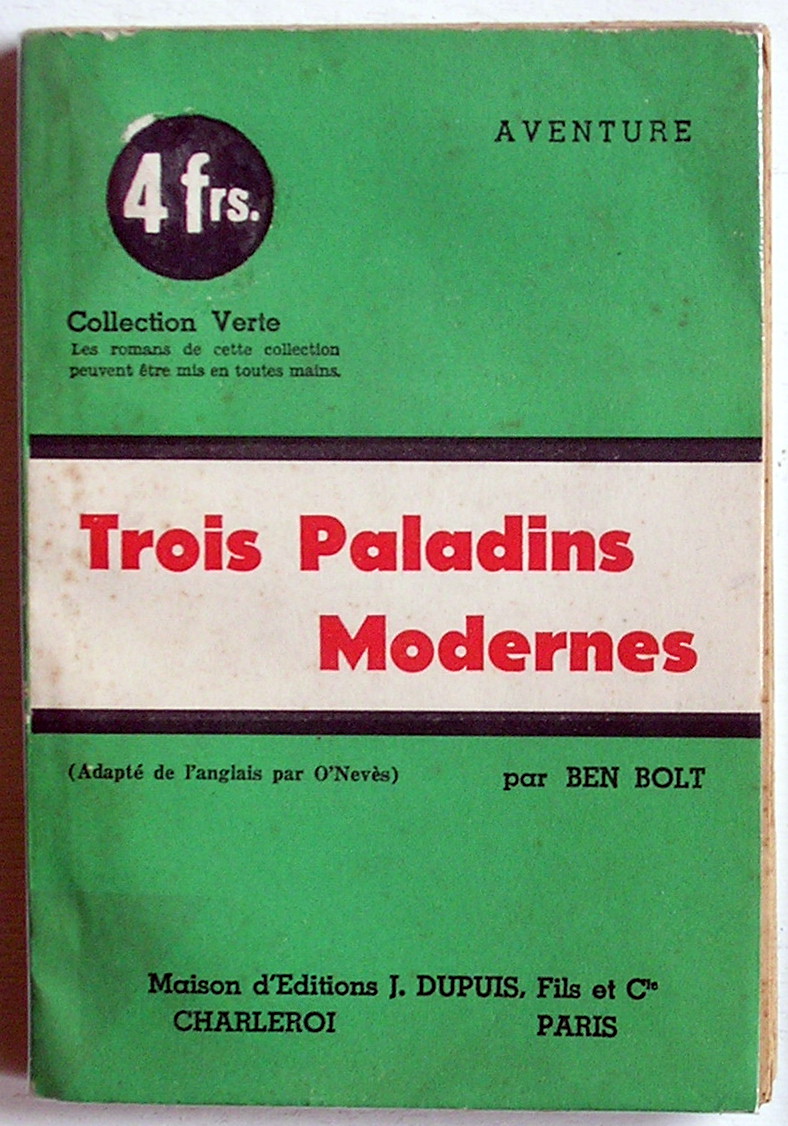 AVENTURE
4 frs.
Collection Verte
Les romans de cette collection
peuvent être mis en toutes mains.
Trois Paladins
Modernes
(Adapté de l'anglais par O'Nevès)
par BEN BOLT
Maison d'Editions J. DUPUIS, Fils et Cie
CHARLEROI PARIS